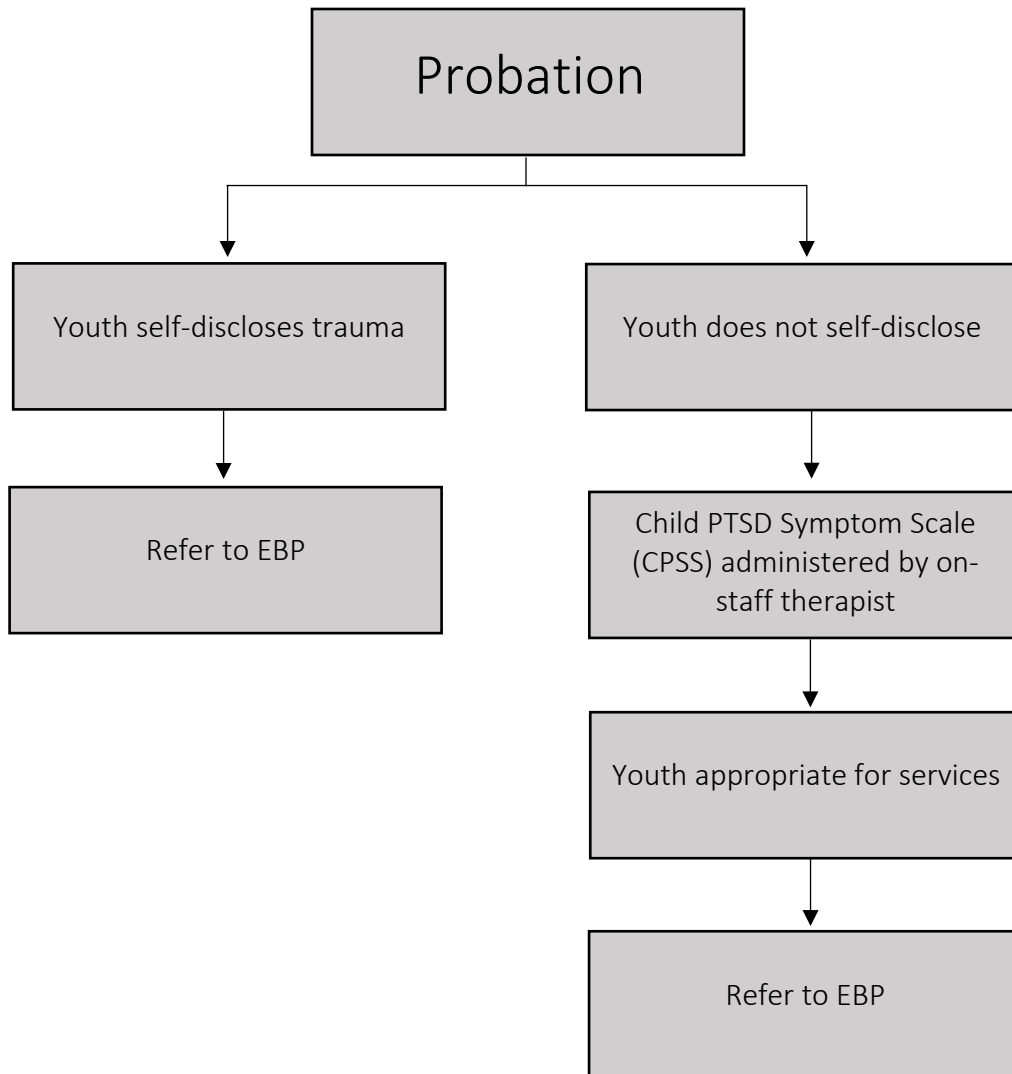 Probation
Youth self-discloses trauma
Refer to EBP
Youth does not self-disclose
Child PTSD Symptom Scale
(CPSS) administered by on-
staff therapist
Youth appropriate for services
Refer to EBP